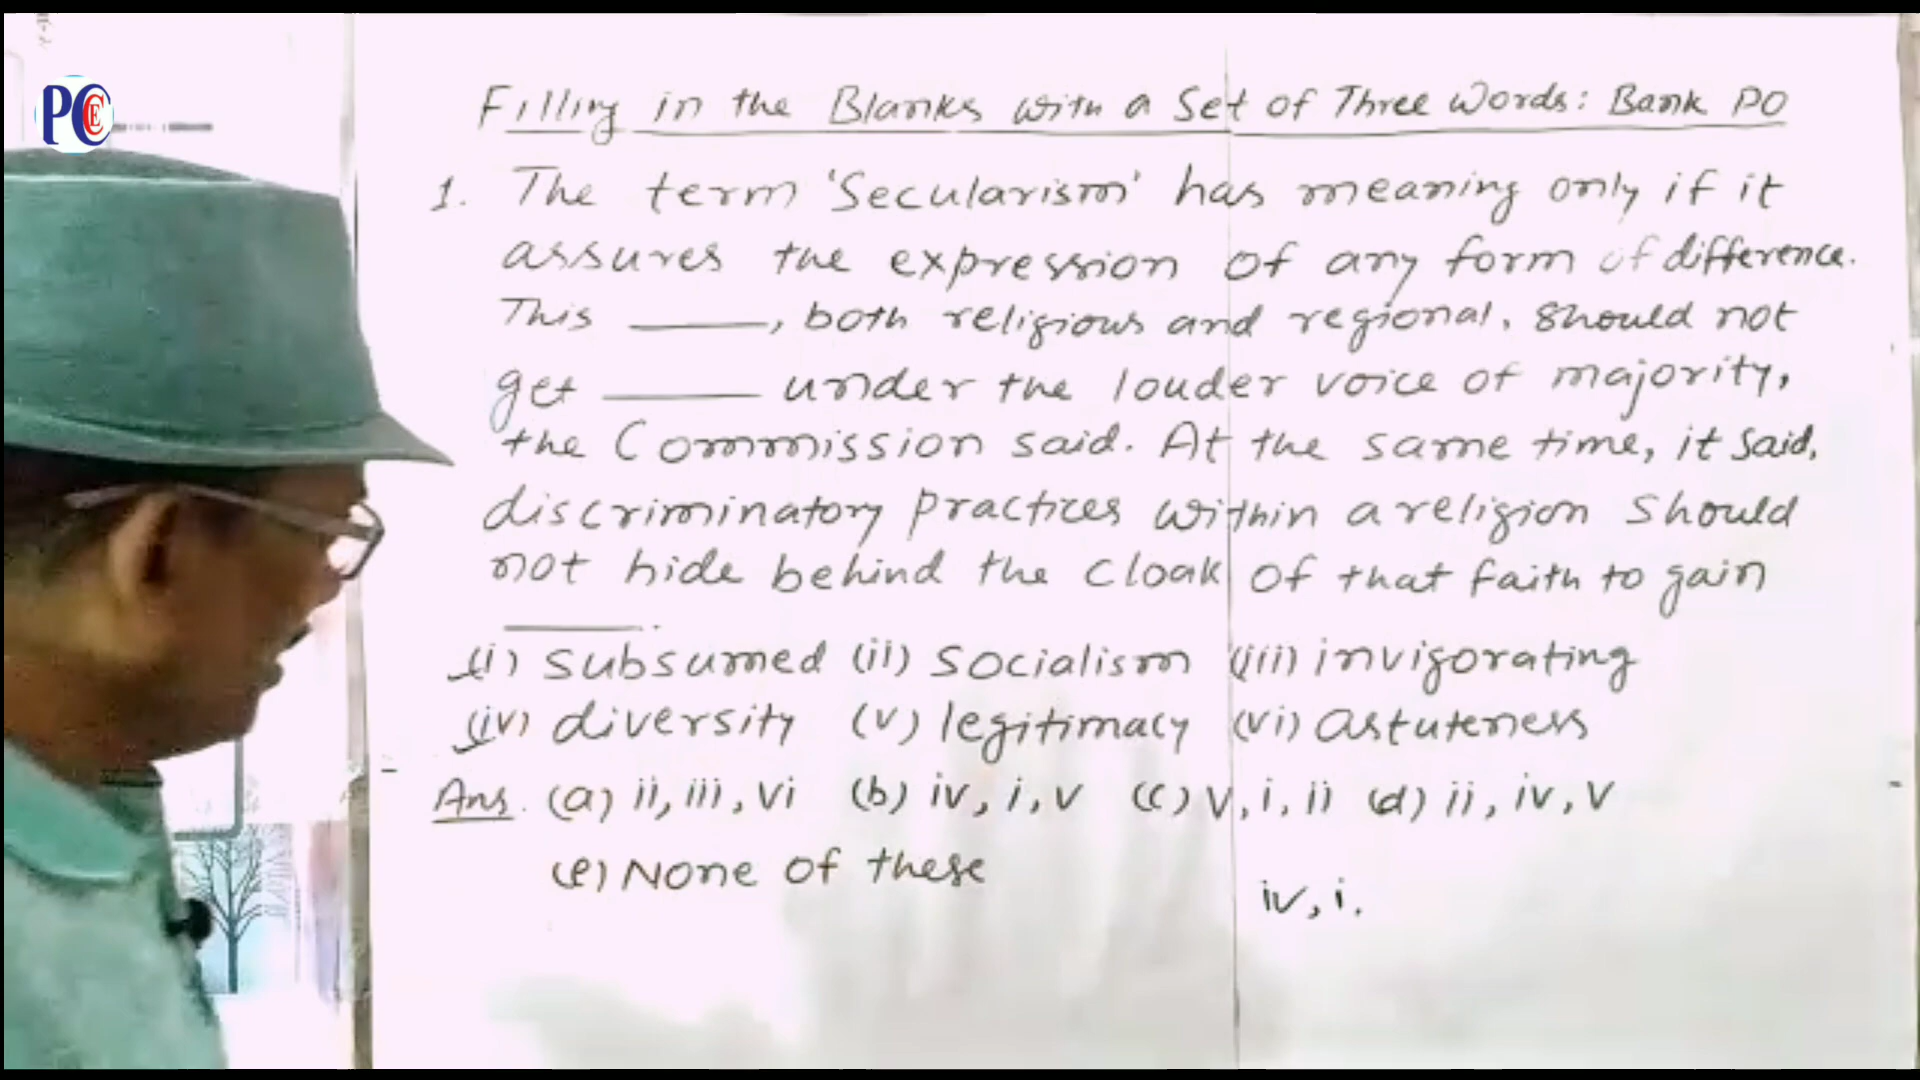 PCCE
Filling in the Blanks with a Set of Three Words: Bank PO
1. The term 'Secularism' has meaning only if it
assures the expression of any form of difference.
This _____, both religious and regional, should not
get _____ under the louder voice of majority,
the Commission said. At the same time, it said,
discriminatory practices within a religion should
not hide behind the cloak of that faith to gain
_____.
(i) subsumed (ii) socialism (iii) invigorating
(iv) diversity (v) legitimacy (vi) astuteness
Ans. (a) ii, iii, vi (b) iv, i, v (c) v, i, ii (d) ii, iv, v
(e) None of these
iv, i.